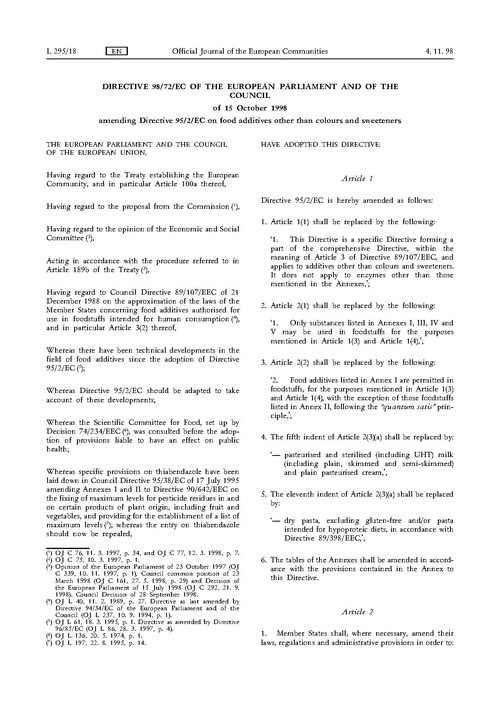 L 295/18
EN
Official Journal of the European Communities
4. 11. 98
DIRECTIVE 98/72/EC OF THE EUROPEAN PARLIAMENT AND OF THE
COUNCIL
of 15 October 1998
amending Directive 95/2/EC on food additives other than colours and sweeteners
THE EUROPEAN PARLIAMENT AND THE COUNCIL
OF THE EUROPEAN UNION,
Having regard to the Treaty establishing the European
Community, and in particular Article 100a thereof,
Having regard to the proposal from the Commission (¹),
Having regard to the opinion of the Economic and Social
Committee (²),
Acting in accordance with the procedure referred to in
Article 189b of the Treaty (³),
Having regard to Council Directive 89/107/EEC of 21
December 1988 on the approximation of the laws of the
Member States concerning food additives authorised for
use in foodstuffs intended for human consumption (⁴),
and in particular Article 3(2) thereof,
Whereas there have been technical developments in the
field of food additives since the adoption of Directive
95/2/EC (⁵);
Whereas Directive 95/2/EC should be adapted to take
account of these developments;
Whereas the Scientific Committee for Food, set up by
Decision 74/234/EEC (⁶), was consulted before the adop-
tion of provisions liable to have an effect on public
health;
Whereas specific provisions on thiabendazole have been
laid down in Council Directive 95/38/EC of 17 July 1995
amending Annexes I and II to Directive 90/642/EEC on
the fixing of maximum levels for pesticide residues in and
on certain products of plant origin, including fruit and
vegetables, and providing for the establishment of a list of
maximum levels (⁷); whereas the entry on thiabendazole
should now be repealed,
(¹) OJ C 76, 11. 3. 1997, p. 34, and OJ C 77, 12. 3. 1998, p. 7.
(²) OJ C 75, 10. 3. 1997, p. 1.
(³) Opinion of the European Parliament of 23 October 1997 (OJ
C 339, 10. 11. 1997, p. 1), Council common position of 23
March 1998 (OJ C 161, 27. 5. 1998, p. 29) and Decision of
the European Parliament of 15 July 1998 (OJ C 292, 21. 9.
1998). Council Decision of 28 September 1998.
(⁴) OJ L 40, 11. 2. 1989, p. 27. Directive as last amended by
Directive 94/34/EC of the European Parliament and of the
Council (OJ L 237, 10. 9. 1994, p. 1).
(⁵) OJ L 61, 18. 3. 1995, p. 1. Directive as amended by Directive
96/85/EC (OJ L 86, 28. 3. 1997, p. 4).
(⁶) OJ L 136, 20. 5. 1974, p. 1.
(⁷) OJ L 197, 22. 8. 1995, p. 14.
HAVE ADOPTED THIS DIRECTIVE:
Article 1
Directive 95/2/EC is hereby amended as follows:
1. Article 1(1) shall be replaced by the following:
‘1. This Directive is a specific Directive forming a
part of the comprehensive Directive, within the
meaning of Article 3 of Directive 89/107/EEC, and
applies to additives other than colours and sweeteners.
It does not apply to enzymes other than those
mentioned in the Annexes,’;
2. Article 2(1) shall be replaced by the following:
‘1. Only substances listed in Annexes I, III, IV and
V may be used in foodstuffs for the purposes
mentioned in Article 1(3) and Article 1(4),’;
3. Article 2(2) shall be replaced by the following:
‘2. Food additives listed in Annex I are permitted in
foodstuffs, for the purposes mentioned in Article 1(3)
and Article 1(4), with the exception of those foodstuffs
listed in Annex II, following the “quantum satis” prin-
ciple,’;
4. The fifth indent of Article 2(3)(a) shall be replaced by:
‘— pasteurised and sterilised (including UHT) milk
(including plain, skimmed and semi-skimmed)
and plain pasteurised cream,’;
5. The eleventh indent of Article 2(3)(a) shall be replaced
by:
‘— dry pasta, excluding gluten-free and/or pasta
intended for hypoproteic diets, in accordance with
Directive 89/398/EEC,’;
6. The tables of the Annexes shall be amended in accord-
ance with the provisions contained in the Annex to
this Directive.
Article 2
1. Member States shall, where necessary, amend their
laws, regulations and administrative provisions in order to: